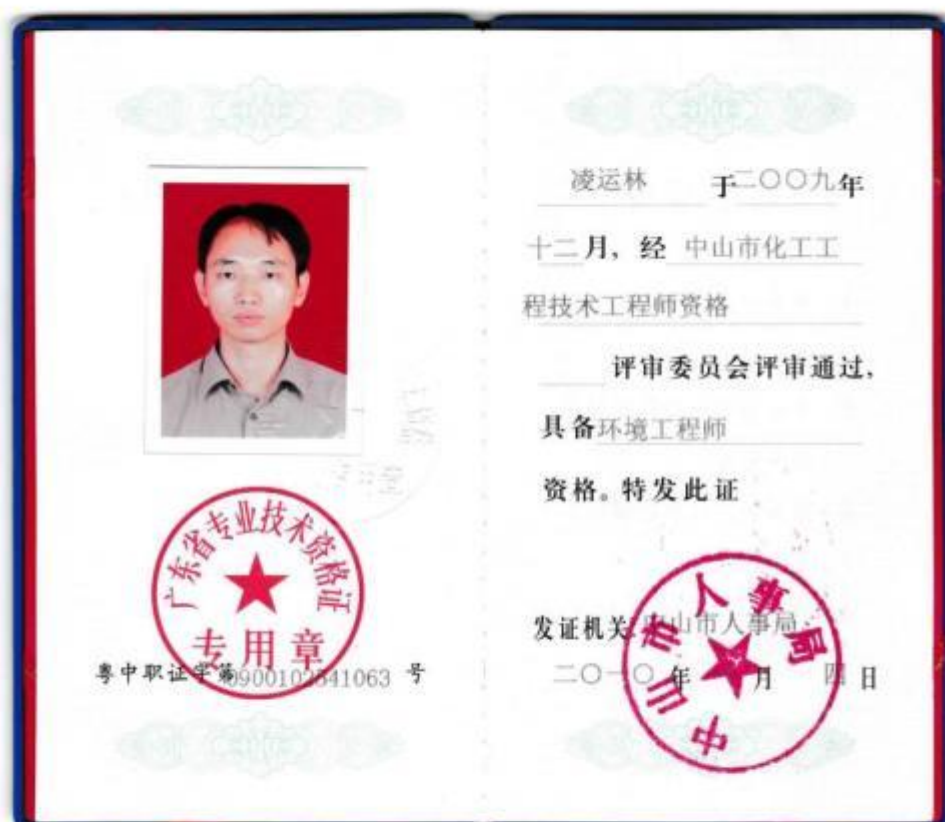 广东省专业技术资格证
专用章
粤中职证字第0900102541063 号
凌运林 于二〇〇九年
十二月，经 中山市化工工
程技术工程师资格
评审委员会评审通过，
具备环境工程师
资格。特发此证
发证机关 中山市人事局
二〇一〇年 月 四日
中山市人事局